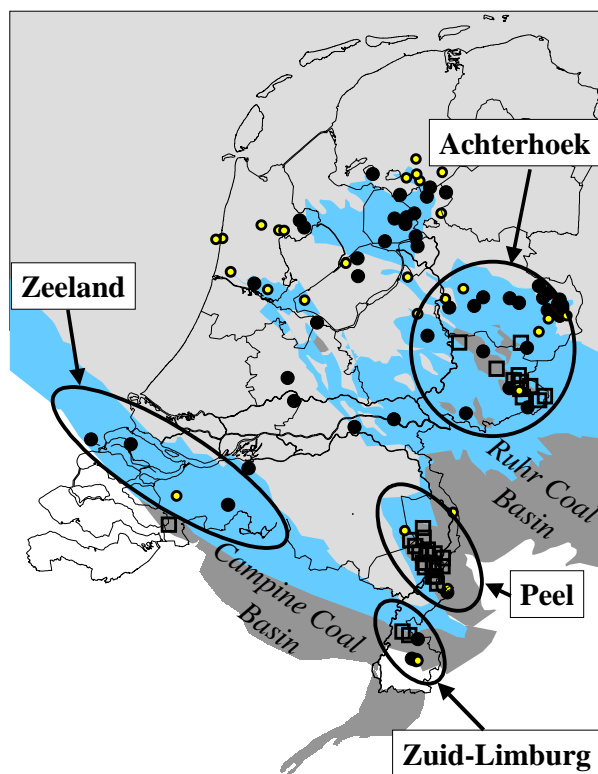 Achterhoek
Zeeland
Ruhr Coal
Basin
Campine Coal
Basin
Peel
Zuid-Limburg